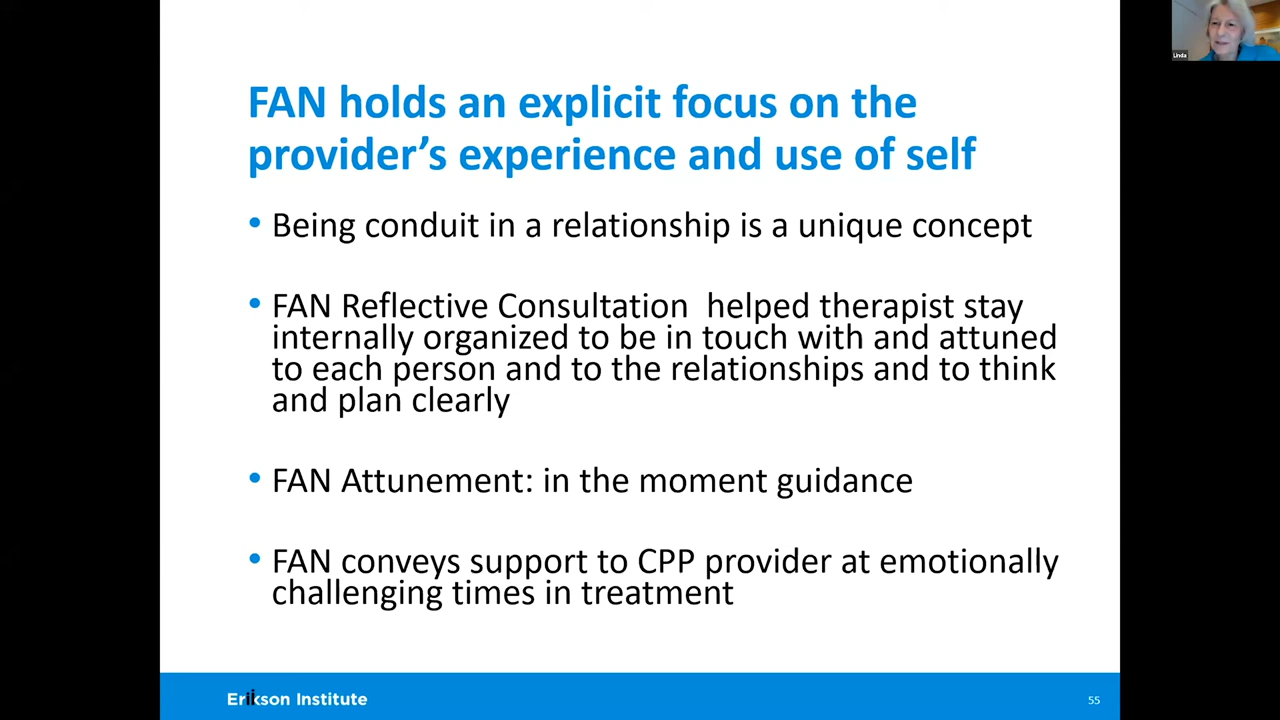 Linda
FAN holds an explicit focus on the
provider’s experience and use of self
• Being conduit in a relationship is a unique concept
• FAN Reflective Consultation helped therapist stay
internally organized to be in touch with and attuned
to each person and to the relationships and to think
and plan clearly
• FAN Attunement: in the moment guidance
• FAN conveys support to CPP provider at emotionally
challenging times in treatment
Erikson Institute
55